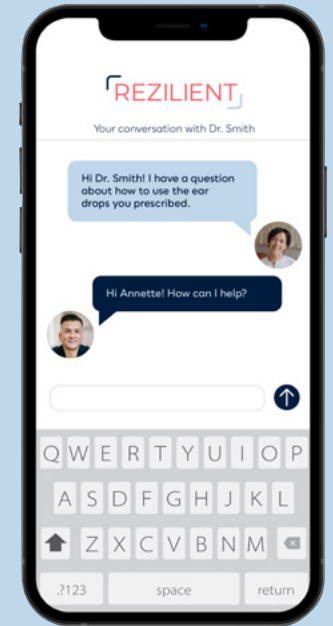 REZILIENT
Your conversation with Dr. Smith
Hi Dr. Smith! I have a question
about how to use the ear
drops you prescribed.
Hi Annette! How can I help?
Q W E R T Y U I O P
A S D F G H J K L
Z X C V B N M
.?123 space return